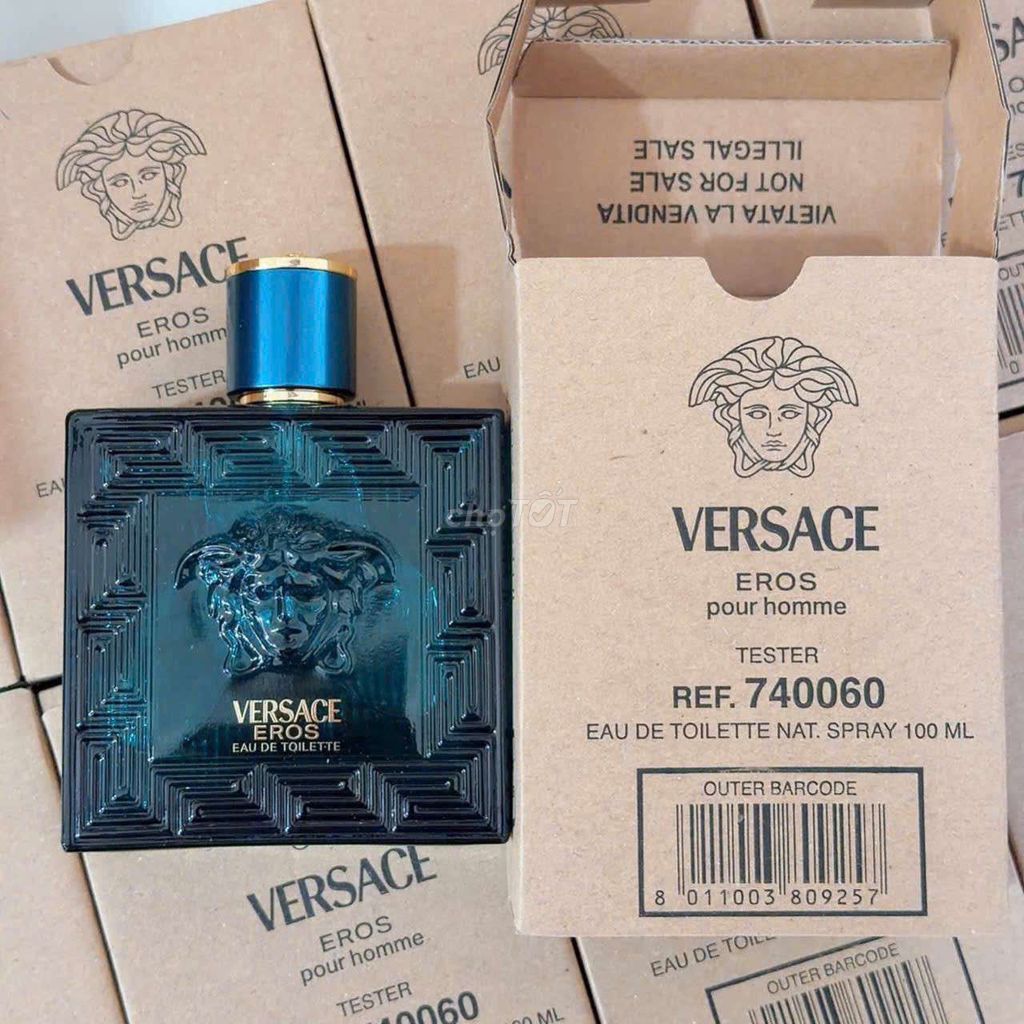 VERSACE
EROS
pour homme
TESTER
EAU
ILLEGAL SALE
NOT FOR SALE
VIETATA LA VENDITA
VERSACE
EROS
pour homme
TESTER
REF. 740060
EAU DE TOILETTE NAT. SPRAY 100 ML
OUTER BARCODE
8 011003 809257
VERSACE
EROS
EAU DE TOILETTE
chợTỐT
VERSACE
EROS
pour homme
TESTER
740060
EAU DE TOILE
OUTER BARCODE